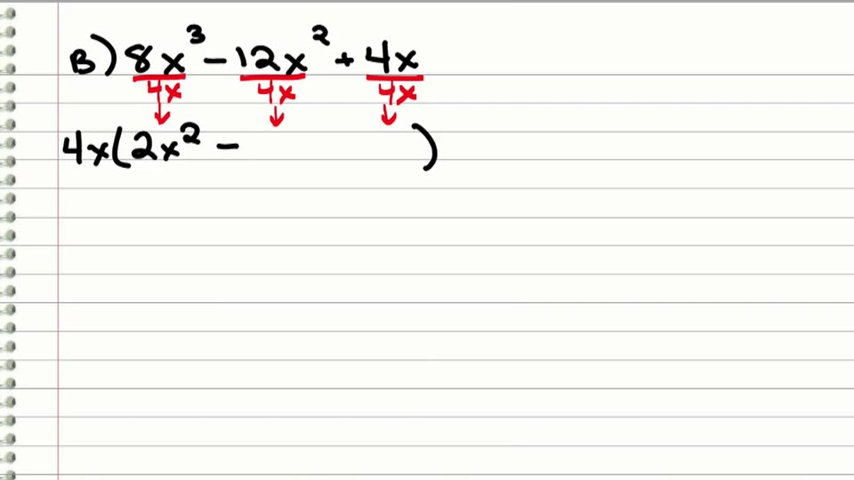 B) 8x³ - 12x² + 4x
4x 4x 4x
4x(2x² - )